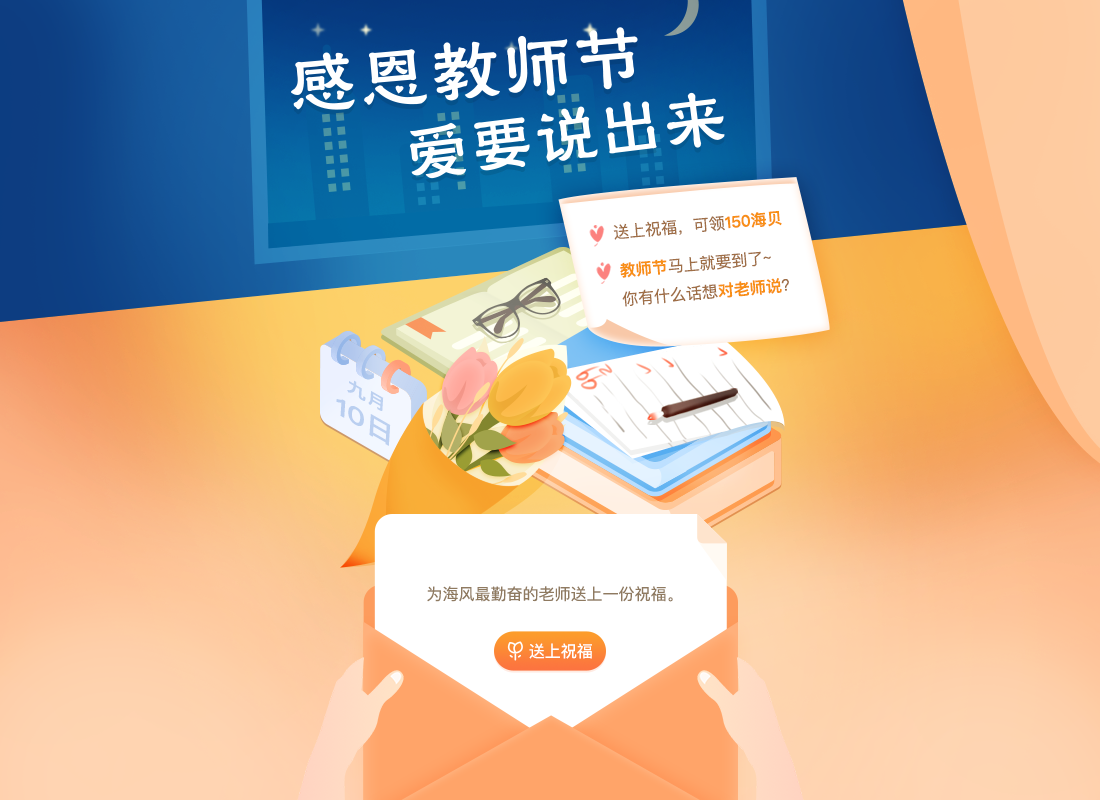 感恩教师节
爱要说出来
送上祝福，可领150海贝
教师节马上就要到了~
你有什么话想对老师说?
九月
10日
为海风最勤奋的老师送上一份祝福。
送上祝福